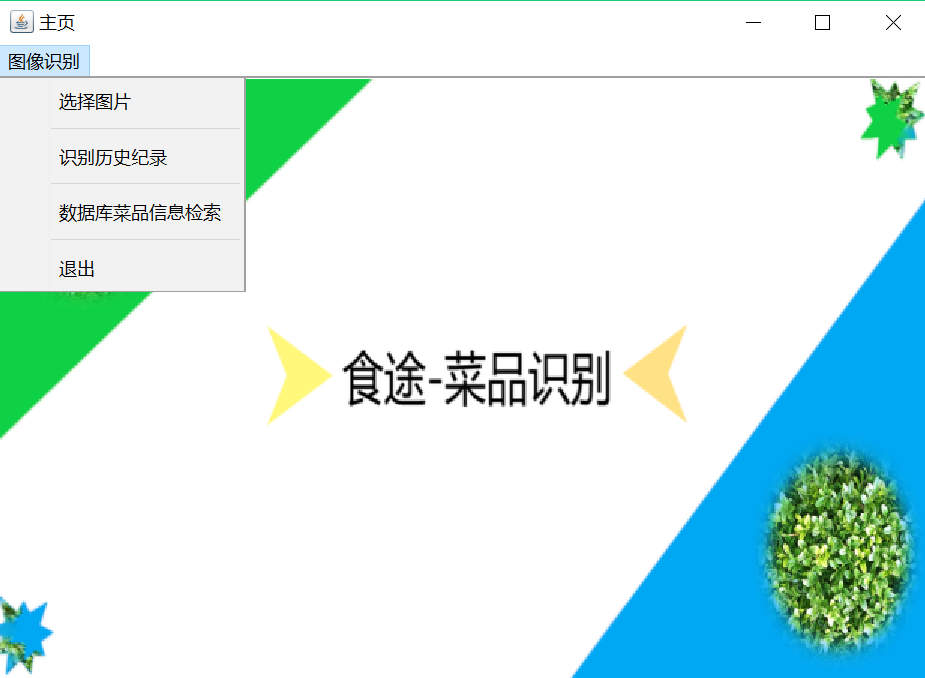 主页
图像识别
选择图片
识别历史纪录
数据库菜品信息检索
退出
食途-菜品识别